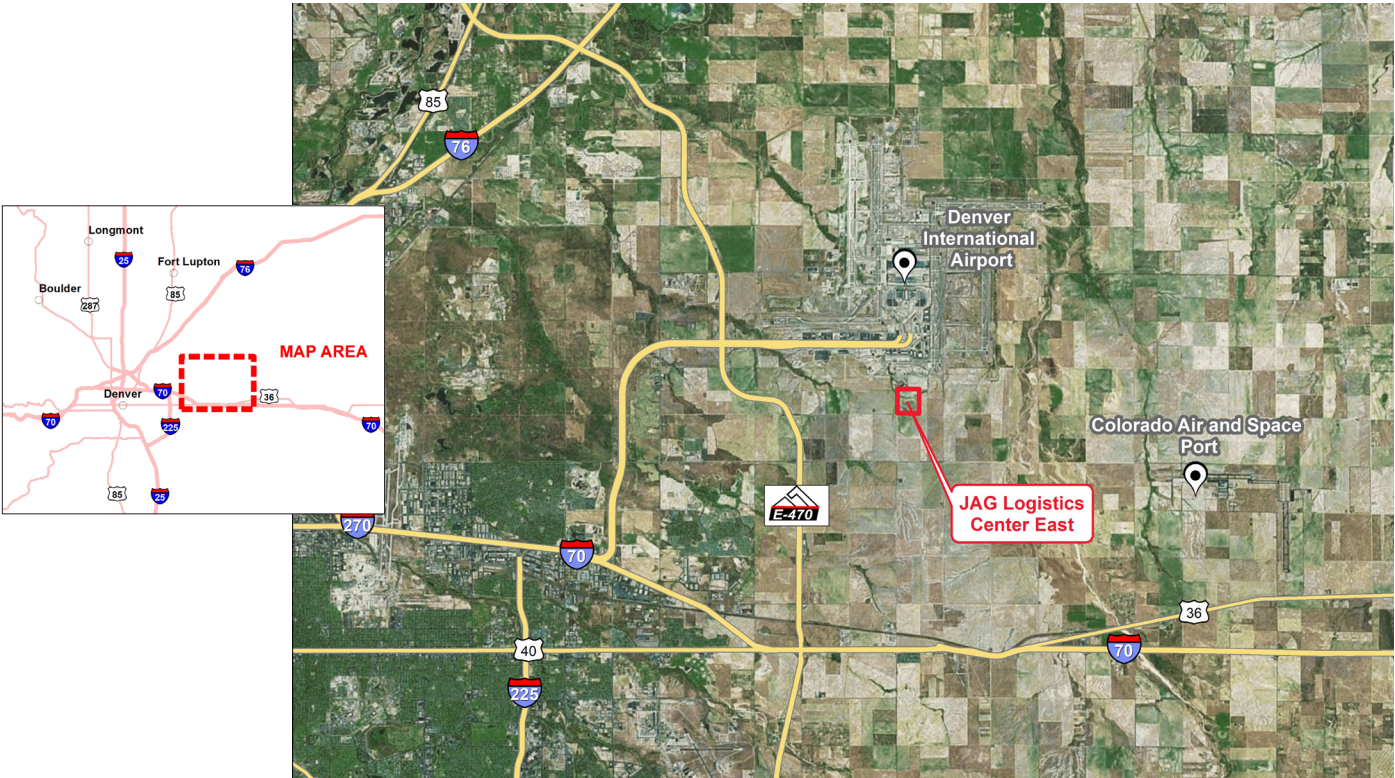 Longmont
25
Fort Lupton
76
85
Boulder
287
MAP AREA
Denver
70
36
70
225
70
85
25
85
76
Denver
International
Airport
Colorado Air and Space
Port
JAG Logistics
Center East
E-470
270
70
36
40
70
225